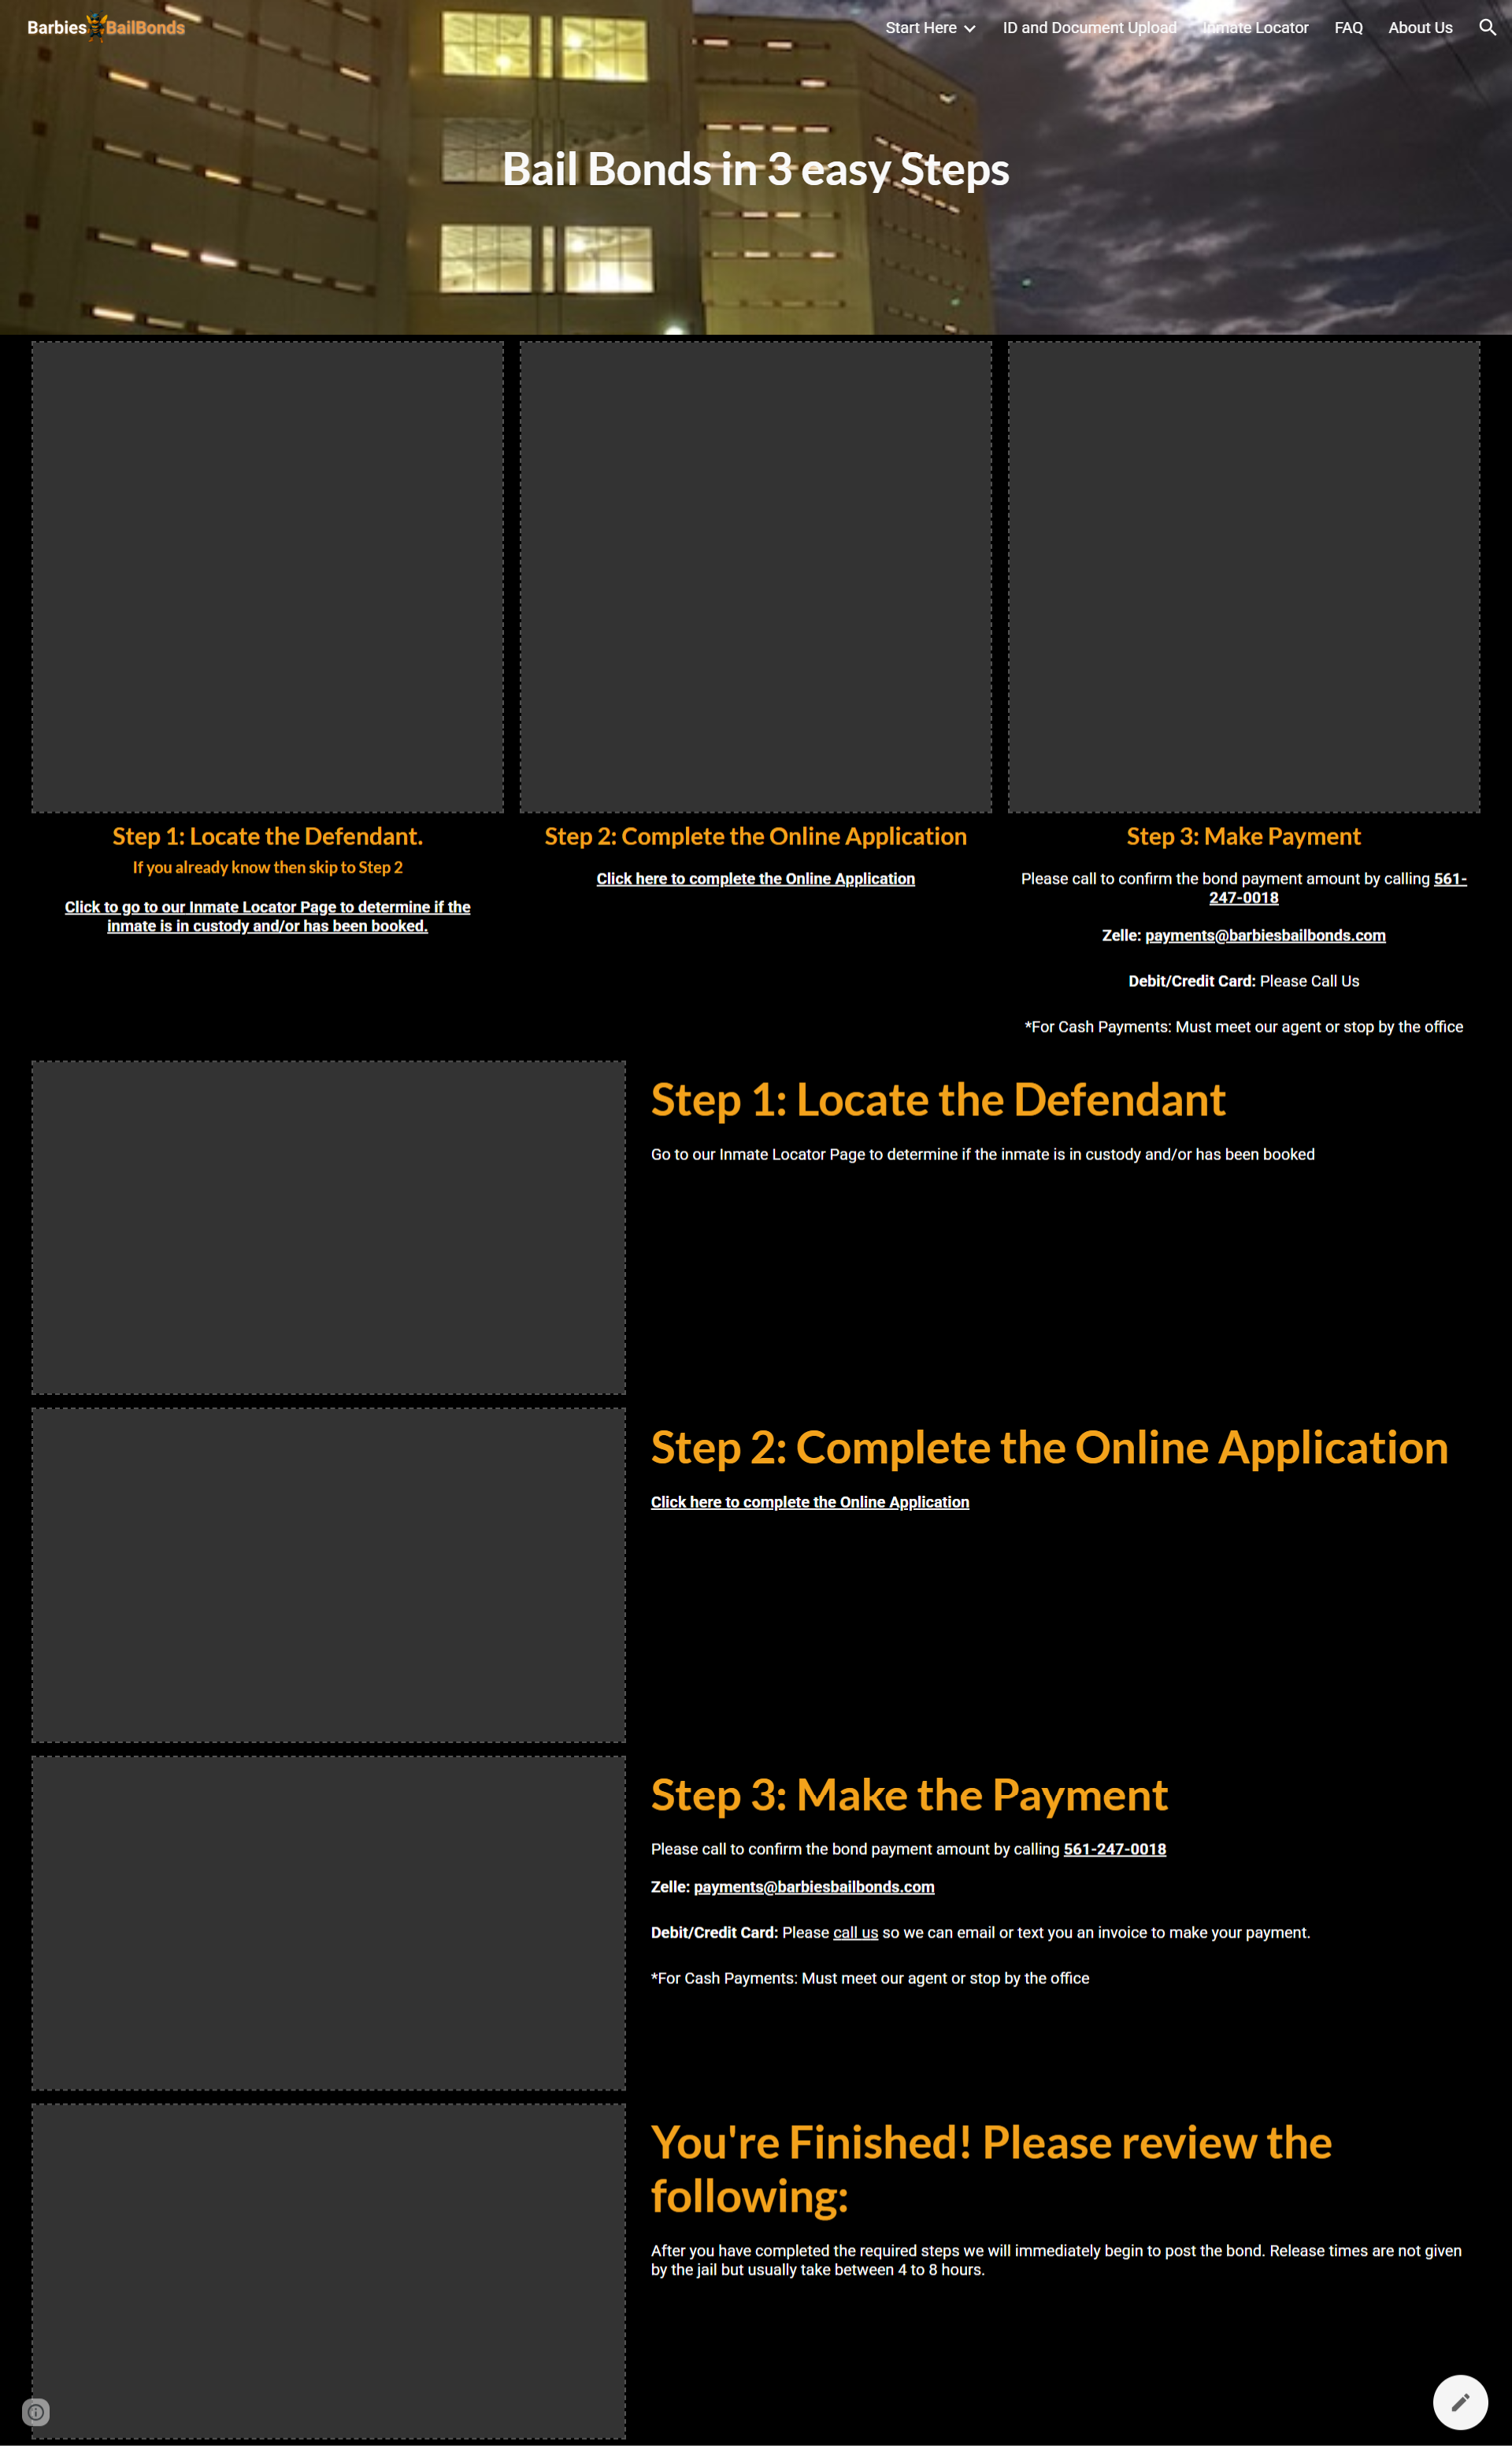 Barbies BailBonds
Start Here
ID and Document Upload
Inmate Locator
FAQ
About Us
Bail Bonds in 3 easy Steps
Step 1: Locate the Defendant.
If you already know then skip to Step 2
Click to go to our Inmate Locator Page to determine if the
inmate is in custody and/or has been booked.
Step 2: Complete the Online Application
Click here to complete the Online Application
Step 3: Make Payment
Please call to confirm the bond payment amount by calling 561-
247-0018
Zelle: payments@barbiesbailbonds.com
Debit/Credit Card: Please Call Us
*For Cash Payments: Must meet our agent or stop by the office
Step 1: Locate the Defendant
Go to our Inmate Locator Page to determine if the inmate is in custody and/or has been booked
Step 2: Complete the Online Application
Click here to complete the Online Application
Step 3: Make the Payment
Please call to confirm the bond payment amount by calling 561-247-0018
Zelle: payments@barbiesbailbonds.com
Debit/Credit Card: Please call us so we can email or text you an invoice to make your payment.
*For Cash Payments: Must meet our agent or stop by the office
You're Finished! Please review the
following:
After you have completed the required steps we will immediately begin to post the bond. Release times are not given
by the jail but usually take between 4 to 8 hours.